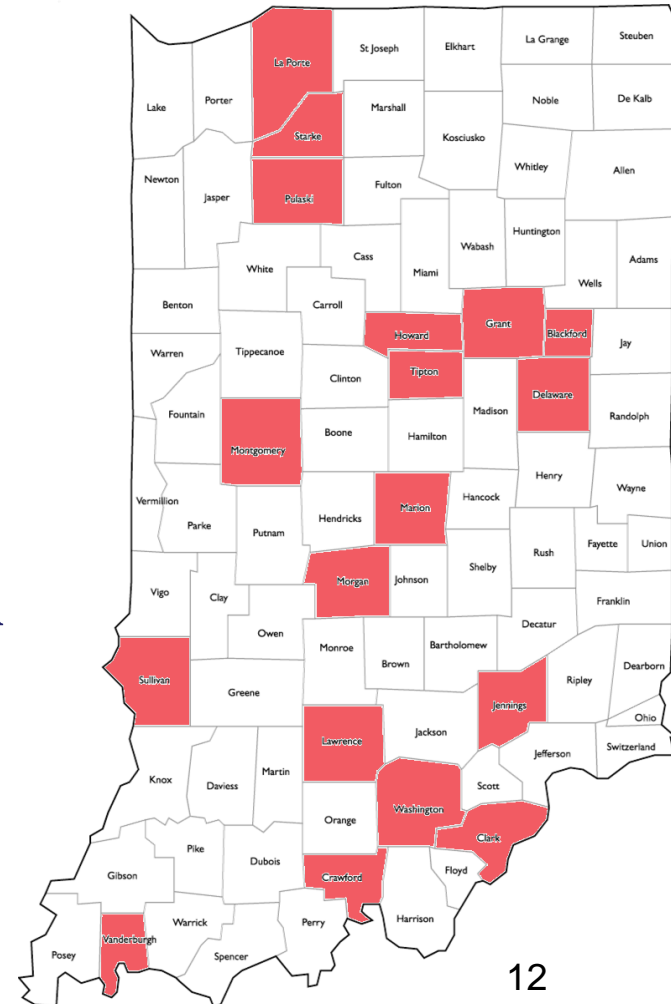 La Porte
St Joseph
Elkhart
La Grange
Steuben
Lake
Porter
Starke
Marshall
Kosciusko
Noble
De Kalb
Newton
Jasper
Pulaski
Fulton
Whitley
Allen
White
Cass
Miami
Wabash
Huntington
Wells
Adams
Benton
Carroll
Howard
Grant
Blackford
Jay
Warren
Tippecanoe
Clinton
Tipton
Madison
Delaware
Randolph
Fountain
Montgomery
Boone
Hamilton
Vermillion
Parke
Putnam
Hendricks
Marion
Hancock
Henry
Wayne
Vigo
Clay
Owen
Morgan
Johnson
Shelby
Rush
Fayette
Union
Franklin
Sullivan
Greene
Monroe
Brown
Bartholomew
Decatur
Ripley
Dearborn
Ohio
Switzerland
Knox
Daviess
Martin
Lawrence
Jackson
Jennings
Jefferson
Scott
Gibson
Pike
Dubois
Orange
Washington
Clark
Floyd
Posey
Vanderburgh
Warrick
Spencer
Perry
Crawford
Harrison
12